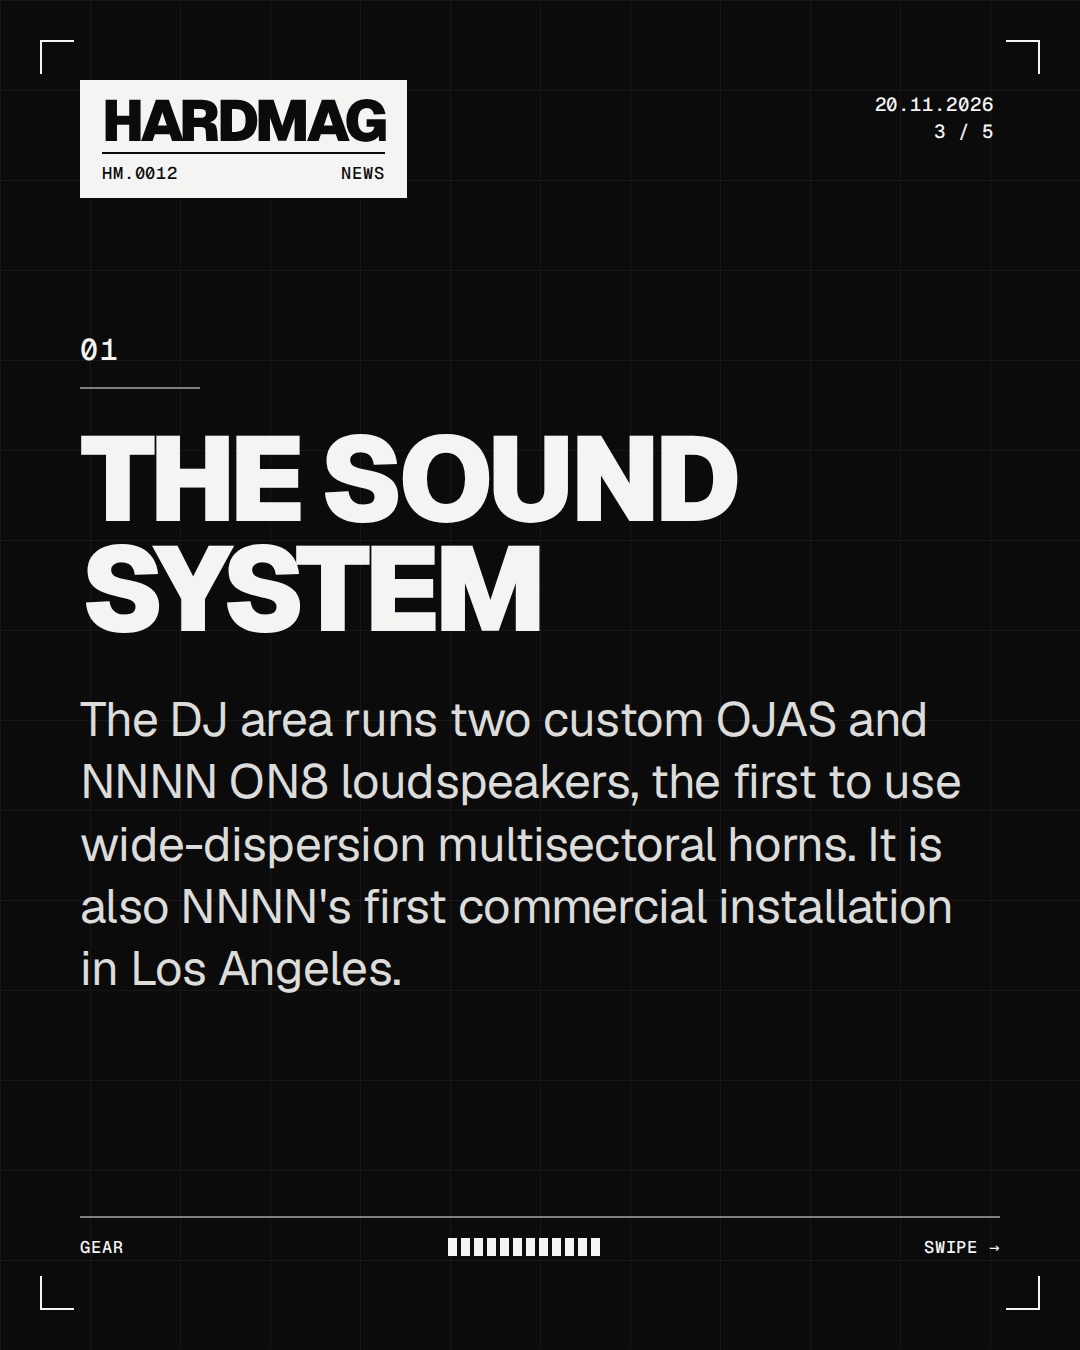 HARDMAG
HM.0012 NEWS
20.11.2026
3 / 5
01
THE SOUND
SYSTEM
The DJ area runs two custom OJAS and
NNNN ON8 loudspeakers, the first to use
wide-dispersion multisectoral horns. It is
also NNNN's first commercial installation
in Los Angeles.
GEAR
SWIPE →